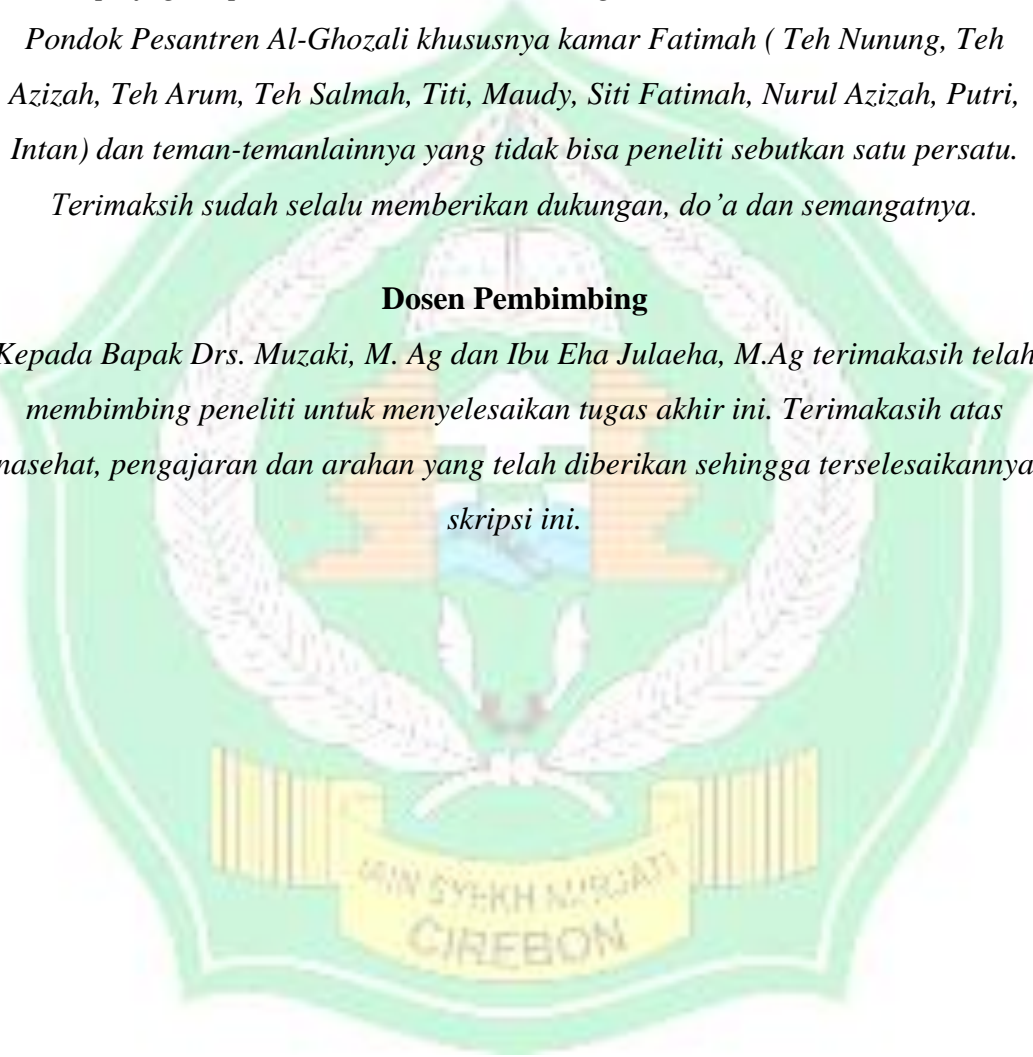 Pondok Pesantren Al-Ghozali khususnya kamar Fatimah ( Teh Nunung, Teh
Azizah, Teh Arum, Teh Salmah, Titi, Maudy, Siti Fatimah, Nurul Azizah, Putri,
Intan) dan teman-temanlainnya yang tidak bisa peneliti sebutkan satu persatu.
Terimaksih sudah selalu memberikan dukungan, do’a dan semangatnya.
Dosen Pembimbing
Kepada Bapak Drs. Muzaki, M. Ag dan Ibu Eha Julaeha, M.Ag terimakasih telah
membimbing peneliti untuk menyelesaikan tugas akhir ini. Terimakasih atas
nasehat, pengajaran dan arahan yang telah diberikan sehingga terselesaikannya
skripsi ini.
IAIN SYEKH NURJATI
CIREBON